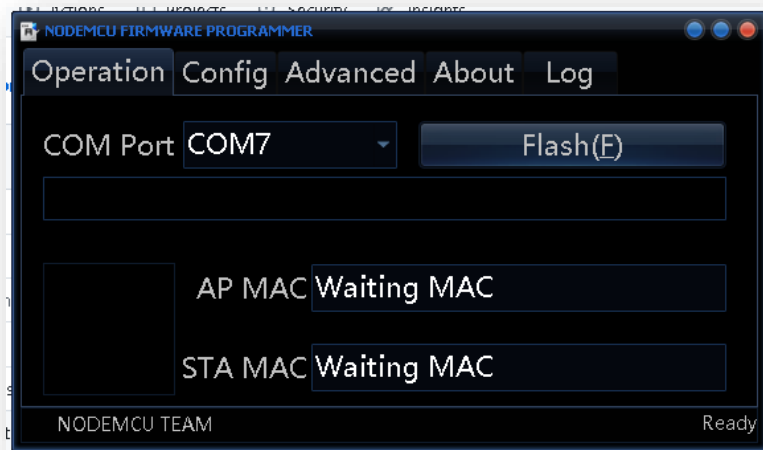 NODEMCU FIRMWARE PROGRAMMER
Operation Config Advanced About Log
COM Port COM7 Flash(F)
AP MAC Waiting MAC
STA MAC Waiting MAC
NODEMCU TEAM Ready